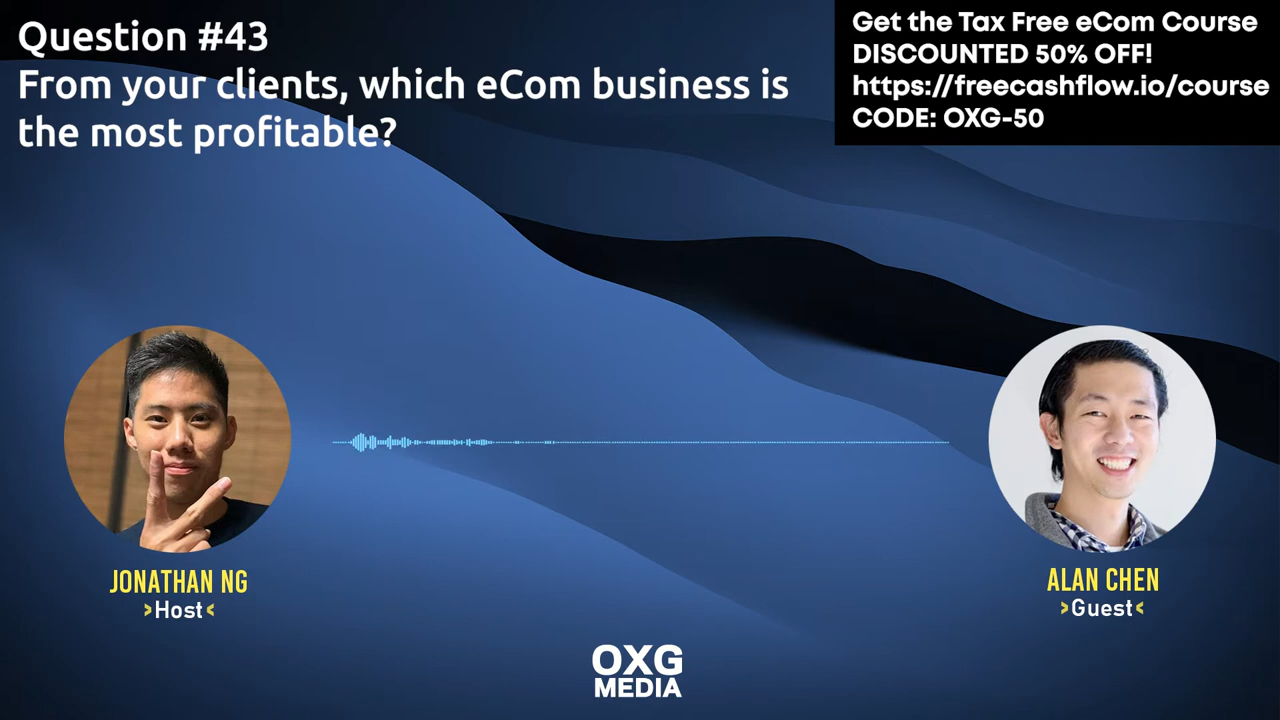 Question #43
From your clients, which eCom business is
the most profitable?
Get the Tax Free eCom Course
DISCOUNTED 50% OFF!
https://freecashflow.io/course
CODE: OXG-50
JONATHAN NG
>Host<
ALAN CHEN
>Guest<
OXG
MEDIA